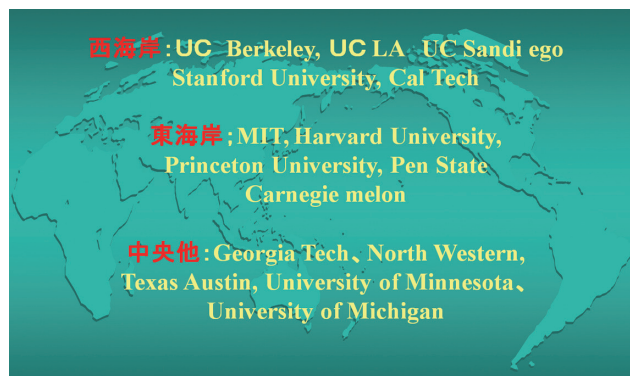 西海岸：UC Berkeley, UC LA UC Sandi ego
Stanford University, Cal Tech
東海岸；MIT, Harvard University,
Princeton University, Pen State
Carnegie melon
中央他：Georgia Tech、North Western,
Texas Austin, University of Minnesota、
University of Michigan